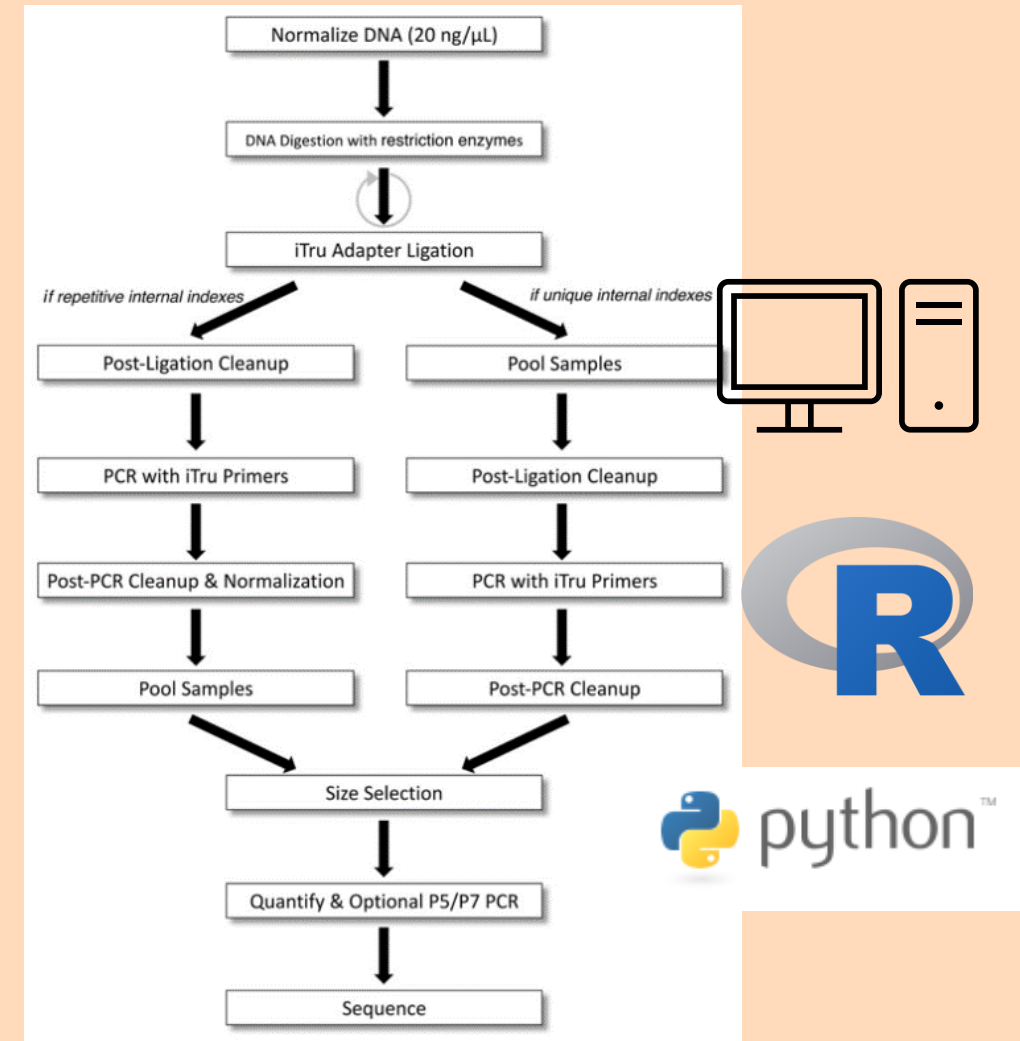 Normalize DNA (20 ng/µL)
DNA Digestion with restriction enzymes
iTru Adapter Ligation
if repetitive internal indexes
if unique internal indexes
Post-Ligation Cleanup
Pool Samples
PCR with iTru Primers
Post-Ligation Cleanup
Post-PCR Cleanup & Normalization
PCR with iTru Primers
Pool Samples
Post-PCR Cleanup
Size Selection
Quantify & Optional P5/P7 PCR
Sequence
R
python™